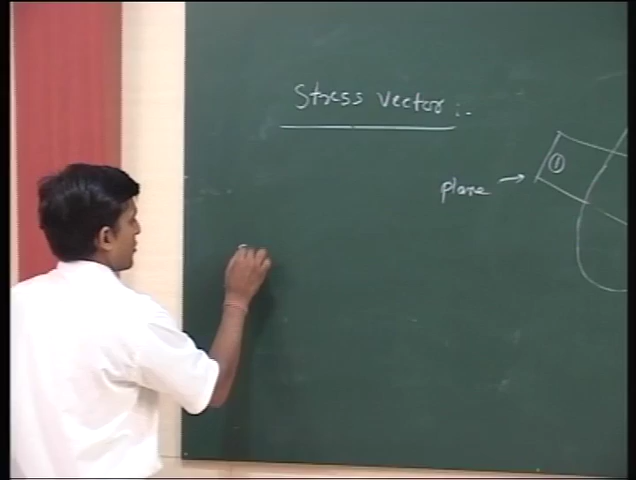 Stress vector :-
plane →
①